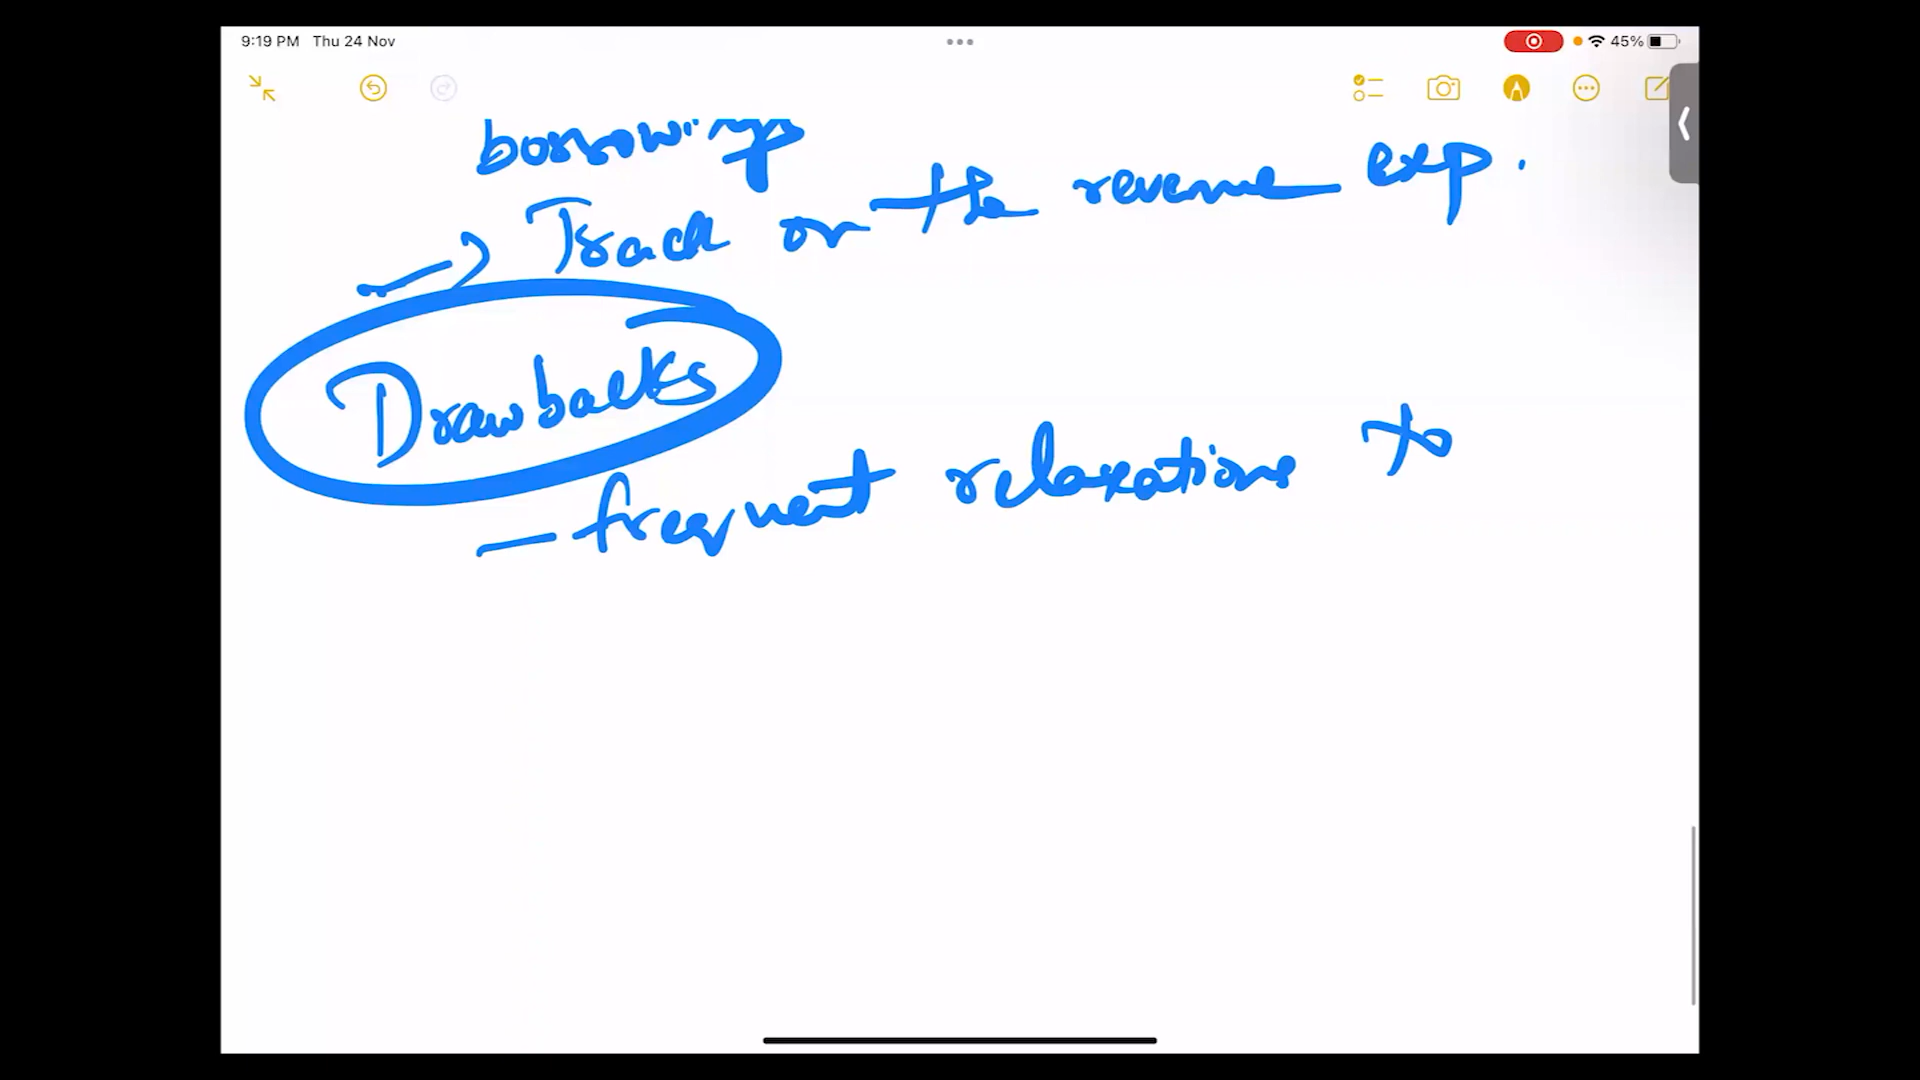 9:19 PM Thu 24 Nov
45%
borrowings
→ Track on the revenue exp.
Drawbacks
- frequent relaxations to